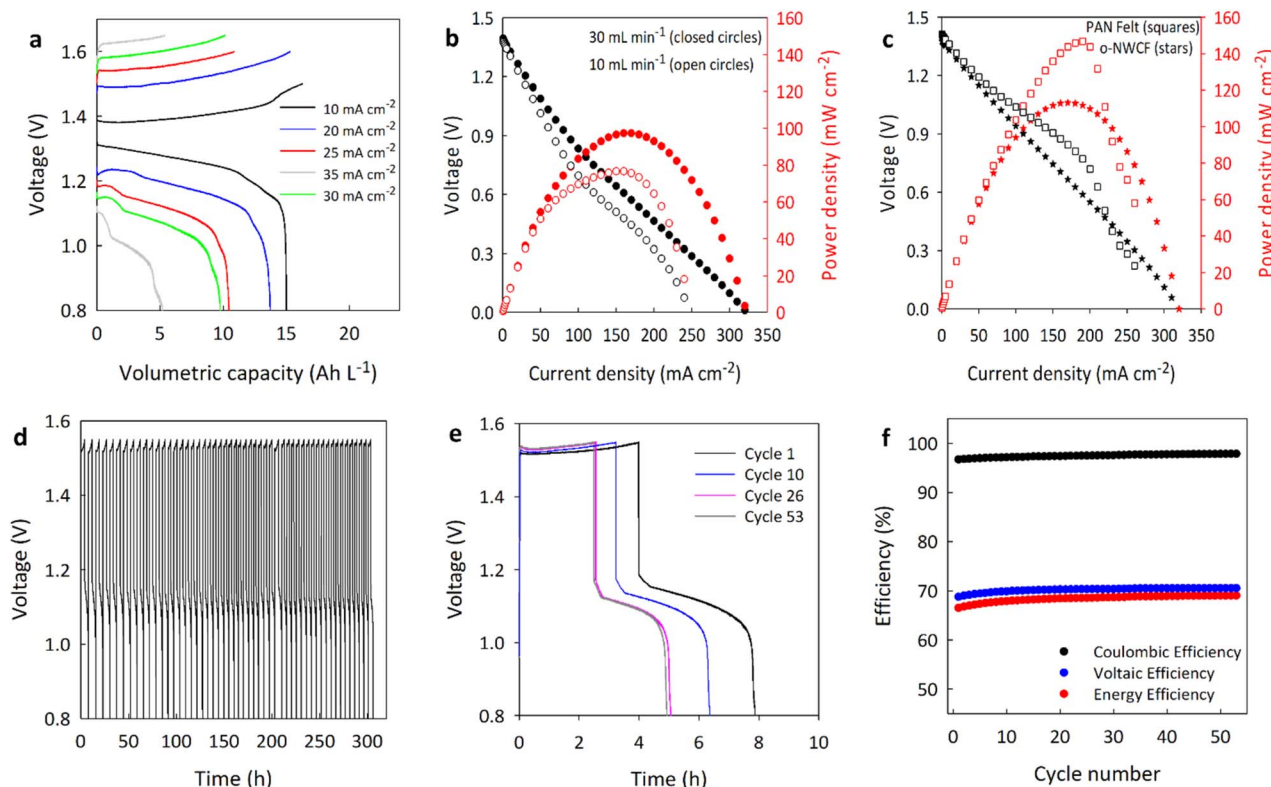 a
1.6
1.4
1.2
1.0
0.8
Voltage (V)
10 mA cm⁻²
20 mA cm⁻²
25 mA cm⁻²
35 mA cm⁻²
30 mA cm⁻²
0 5 10 15 20
Volumetric capacity (Ah L⁻¹)
b
1.5
1.2
0.9
0.6
0.3
0.0
Voltage (V)
30 mL min⁻¹ (closed circles)
10 mL min⁻¹ (open circles)
160
140
120
100
80
60
40
20
0
Power density (mW cm⁻²)
0 50 100 150 200 250 300 350
Current density (mA cm⁻²)
c
1.5
1.2
0.9
0.6
0.3
0.0
Voltage (V)
PAN Felt (squares)
o-NWCF (stars)
160
140
120
100
80
60
40
20
0
Power density (mW cm⁻²)
0 50 100 150 200 250 300 350
Current density (mA cm⁻²)
d
1.6
1.4
1.2
1.0
0.8
Voltage (V)
0 50 100 150 200 250 300
Time (h)
e
1.6
1.4
1.2
1.0
0.8
Voltage (V)
Cycle 1
Cycle 10
Cycle 26
Cycle 53
0 2 4 6 8 10
Time (h)
f
100
90
80
70
60
50
Efficiency (%)
Coulombic Efficiency
Voltaic Efficiency
Energy Efficiency
0 10 20 30 40 50
Cycle number